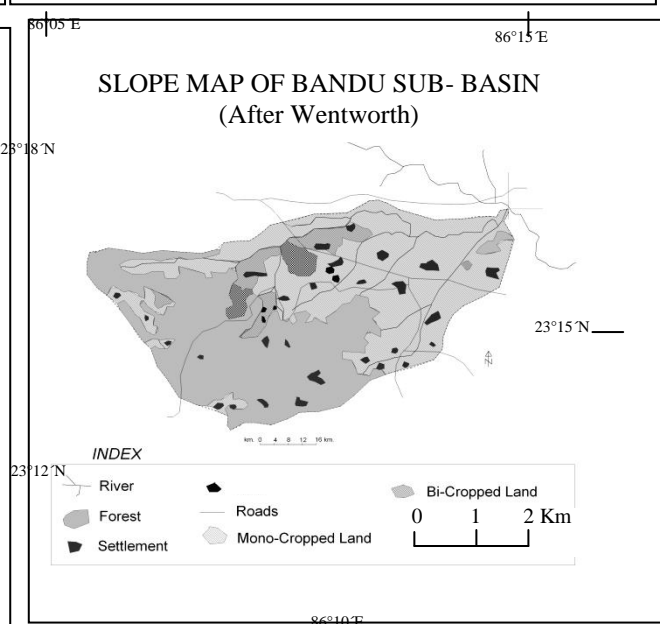 86°05´E
86°15´E
SLOPE MAP OF BANDU SUB- BASIN
(After Wentworth)
23°18´N
23°15´N
N
km. 0 4 8 12 16 km.
INDEX
23°12´N
River
Forest
Settlement
Roads
Mono-Cropped Land
Bi-Cropped Land
0 1 2 Km
86°10´E